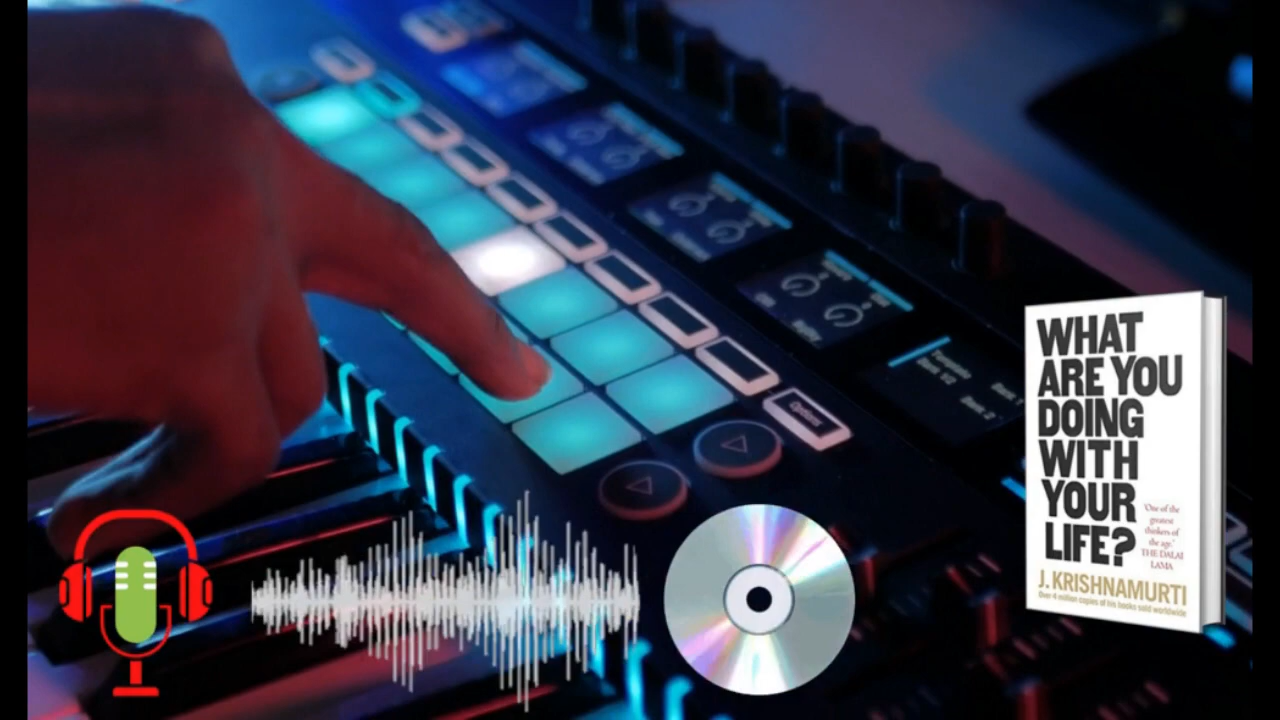 Options
WHAT
ARE YOU
DOING
WITH
YOUR
LIFE?
'One of the
greatest
thinkers of
the age.'
THE DALAI
LAMA
J. KRISHNAMURTI
Over 4 million copies of his books sold worldwide